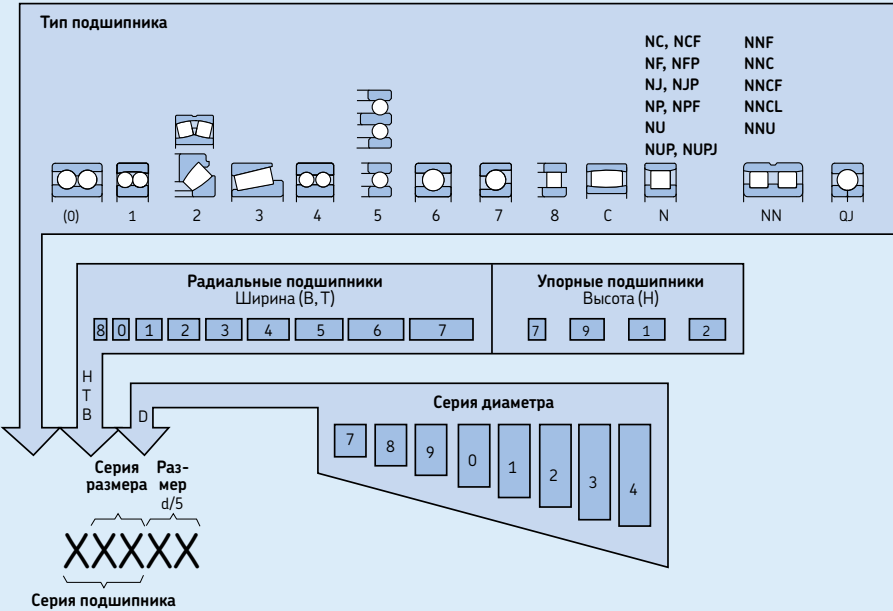 Тип подшипника
NC, NCF
NF, NFP
NJ, NJP
NP, NPF
NU
NUP, NUPJ
NNF
NNC
NNCF
NNCL
NNU
(0) 1 2 3 4 5 6 7 8 C N NN QJ
Радиальные подшипники
Ширина (B, T)
8 0 1 2 3 4 5 6 7
Упорные подшипники
Высота (H)
7 9 1 2
H
T
B
D
Серия диаметра
7 8 9 0 1 2 3 4
Серия
размера
Раз-
мер
d/5
XXXXX
Серия подшипника